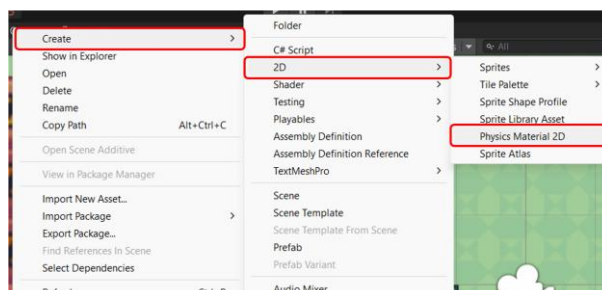 Create
Show in Explorer
Open
Delete
Rename
Copy Path Alt+Ctrl+C
Open Scene Additive
View in Package Manager
Import New Asset...
Import Package
Export Package...
Find References In Scene
Select Dependencies
Folder
C# Script
2D
Shader
Testing
Playables
Assembly Definition
Assembly Definition Reference
TextMeshPro
Scene
Scene Template
Scene Template From Scene
Prefab
Prefab Variant
Audio Mixer
All
Sprites
Tile Palette
Sprite Shape Profile
Sprite Library Asset
Physics Material 2D
Sprite Atlas